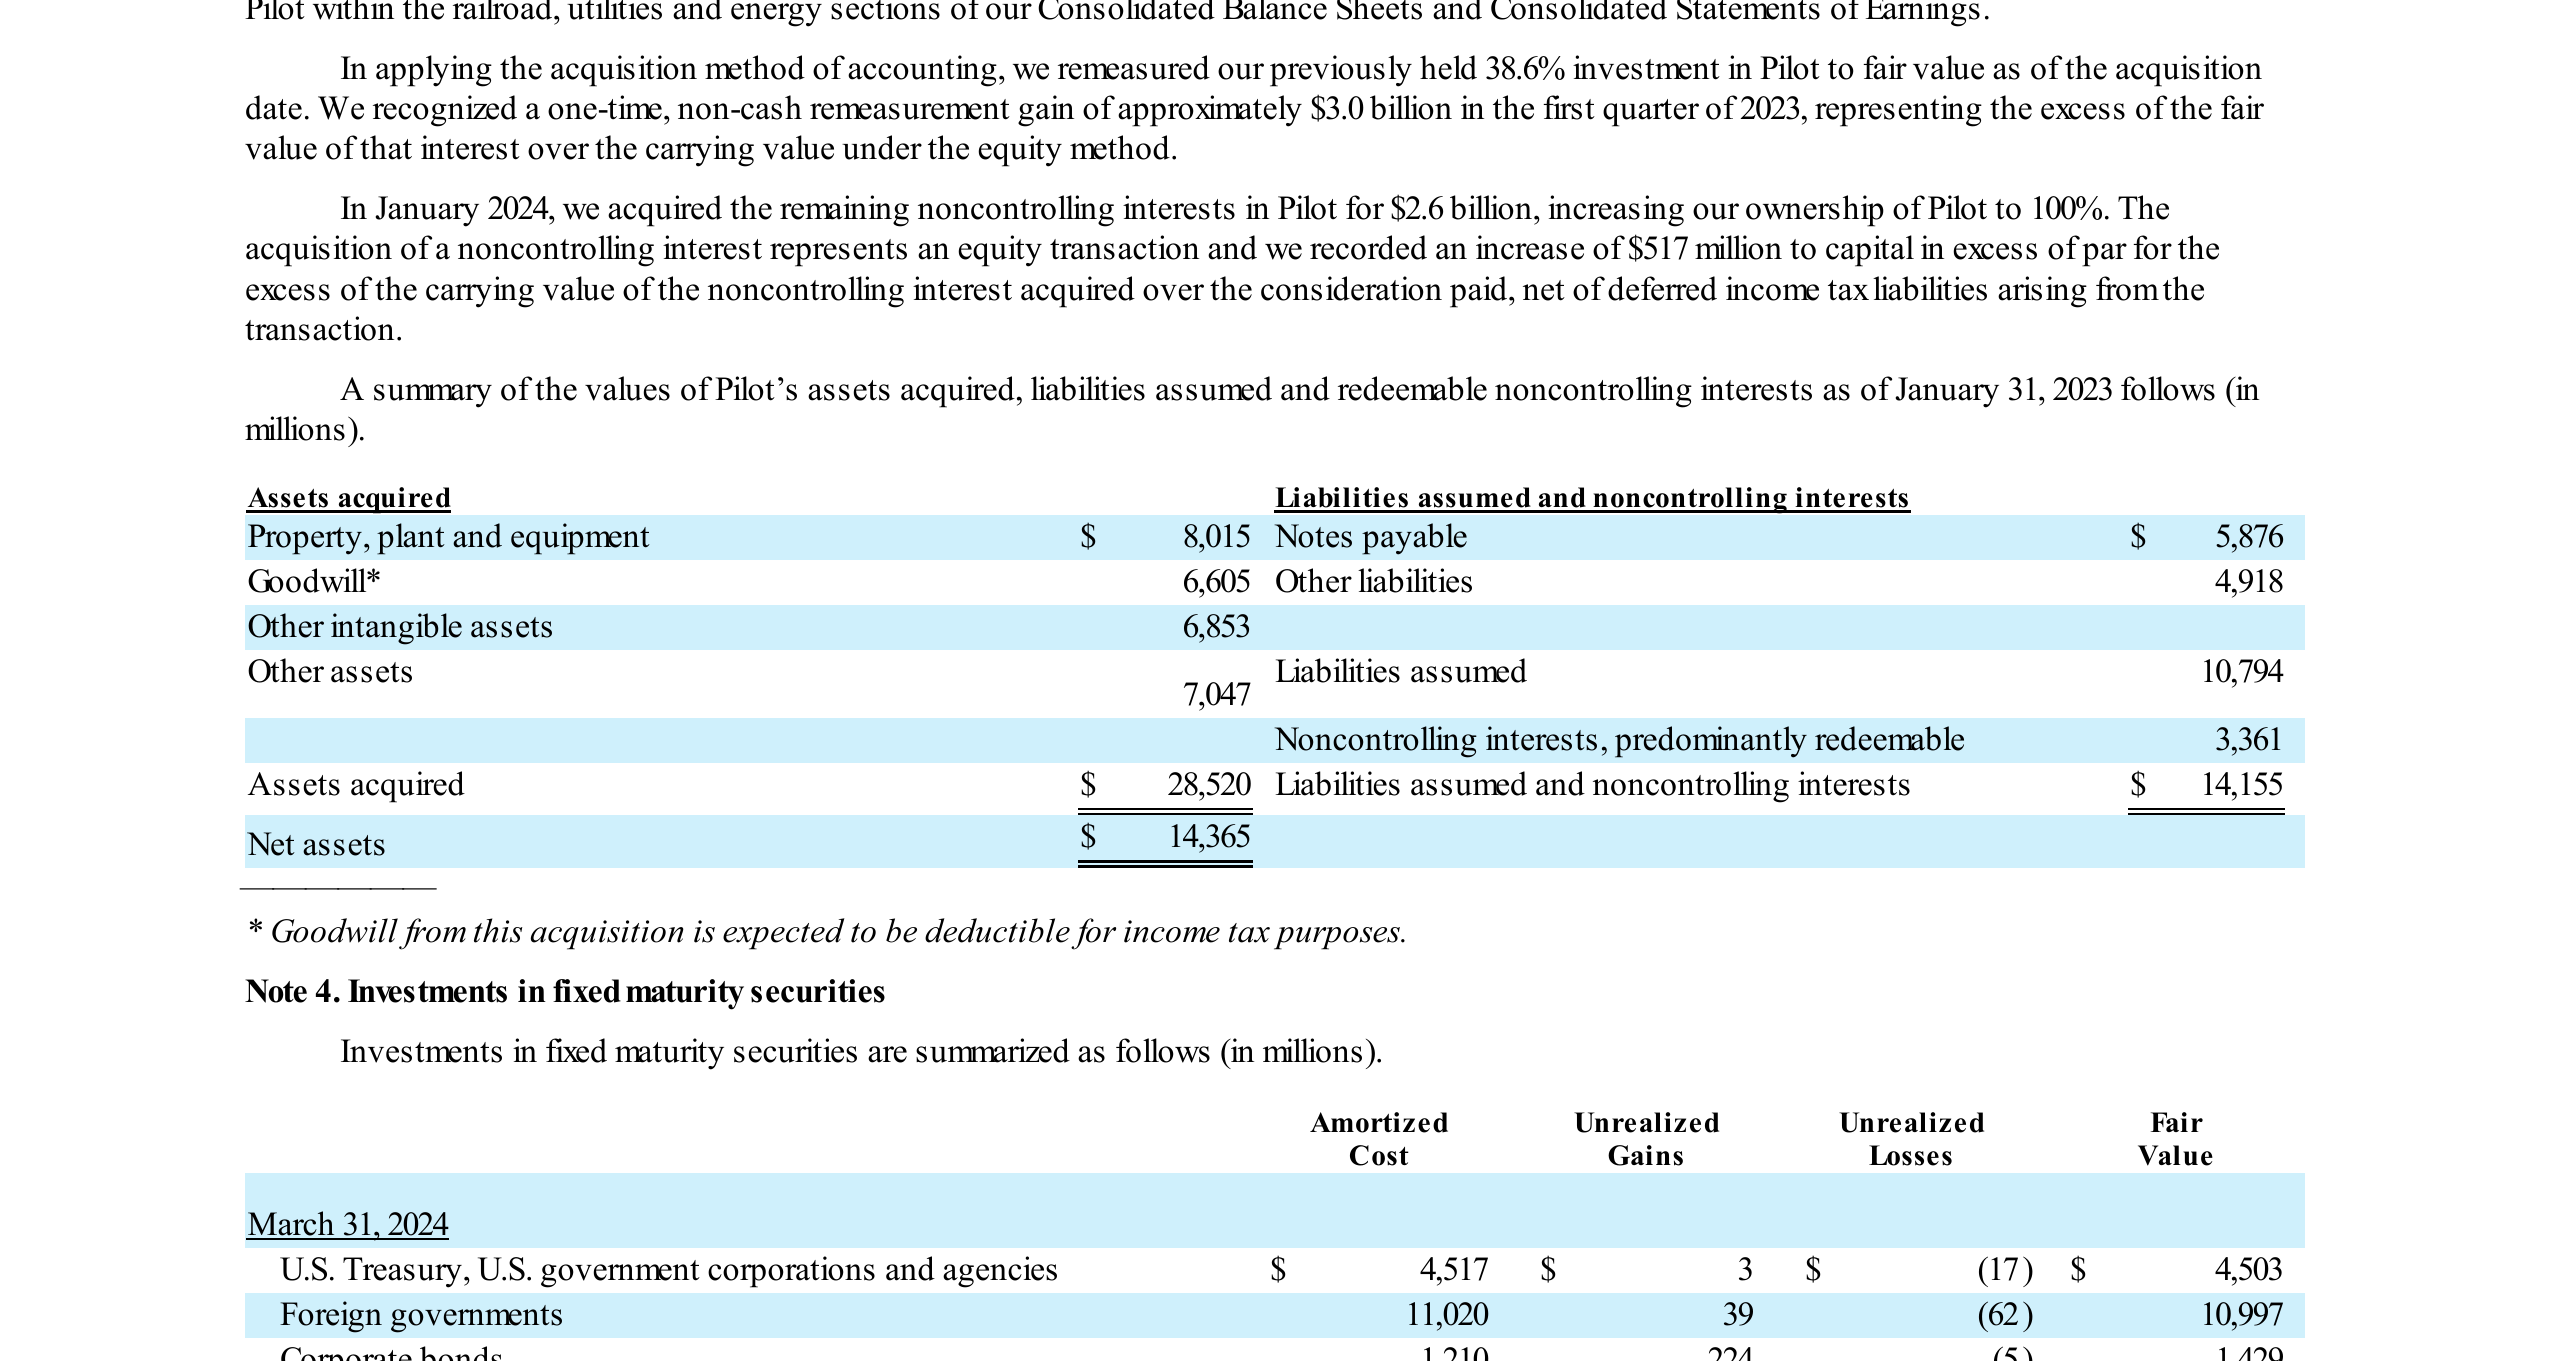 Pilot within the railroad, utilities and energy sections of our Consolidated Balance Sheets and Consolidated Statements of Earnings.
In applying the acquisition method of accounting, we remeasured our previously held 38.6% investment in Pilot to fair value as of the acquisition
date. We recognized a one-time, non-cash remeasurement gain of approximately $3.0 billion in the first quarter of 2023, representing the excess of the fair
value of that interest over the carrying value under the equity method.
In January 2024, we acquired the remaining noncontrolling interests in Pilot for $2.6 billion, increasing our ownership of Pilot to 100%. The
acquisition of a noncontrolling interest represents an equity transaction and we recorded an increase of $517 million to capital in excess of par for the
excess of the carrying value of the noncontrolling interest acquired over the consideration paid, net of deferred income tax liabilities arising from the
transaction.
A summary of the values of Pilot’s assets acquired, liabilities assumed and redeemable noncontrolling interests as of January 31, 2023 follows (in
millions).
Assets acquired Liabilities assumed and noncontrolling interests
Property, plant and equipment $ 8,015 Notes payable $ 5,876
Goodwill* 6,605 Other liabilities 4,918
Other intangible assets 6,853
Other assets 7,047 Liabilities assumed 10,794
Noncontrolling interests, predominantly redeemable 3,361
Assets acquired $ 28,520 Liabilities assumed and noncontrolling interests $ 14,155
Net assets $ 14,365
* Goodwill from this acquisition is expected to be deductible for income tax purposes.
Note 4. Investments in fixed maturity securities
Investments in fixed maturity securities are summarized as follows (in millions).
Amortized Unrealized Unrealized Fair
Cost Gains Losses Value
March 31, 2024
U.S. Treasury, U.S. government corporations and agencies $ 4,517 $ 3 $ (17) $ 4,503
Foreign governments 11,020 39 (62) 10,997
Corporate bonds 1,210 224 (5) 1,429